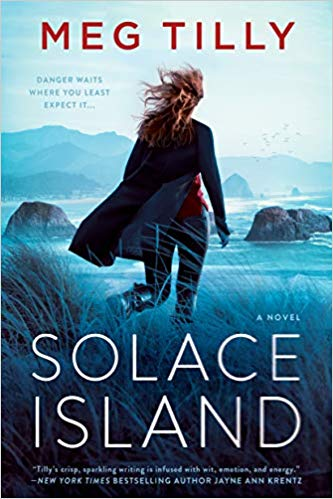 MEG TILLY
DANGER WAITS
WHERE YOU LEAST
EXPECT IT...
A NOVEL
SOLACE
ISLAND
"Tilly's crisp, sparkling writing is infused with wit, emotion, and energy."
—NEW YORK TIMES BESTSELLING AUTHOR JAYNE ANN KRENTZ